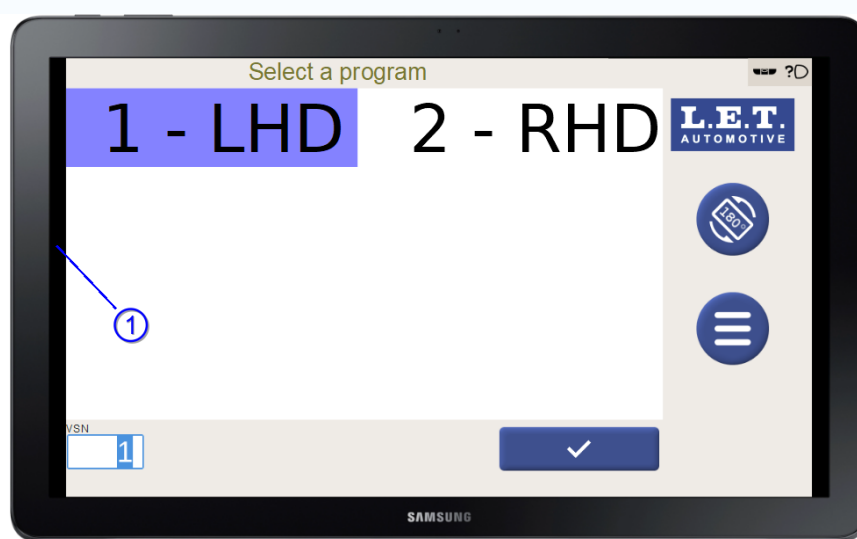 Select a program
?
1 - LHD
2 - RHD
L.E.T.
AUTOMOTIVE
180°
1
VSN
1
SAMSUNG